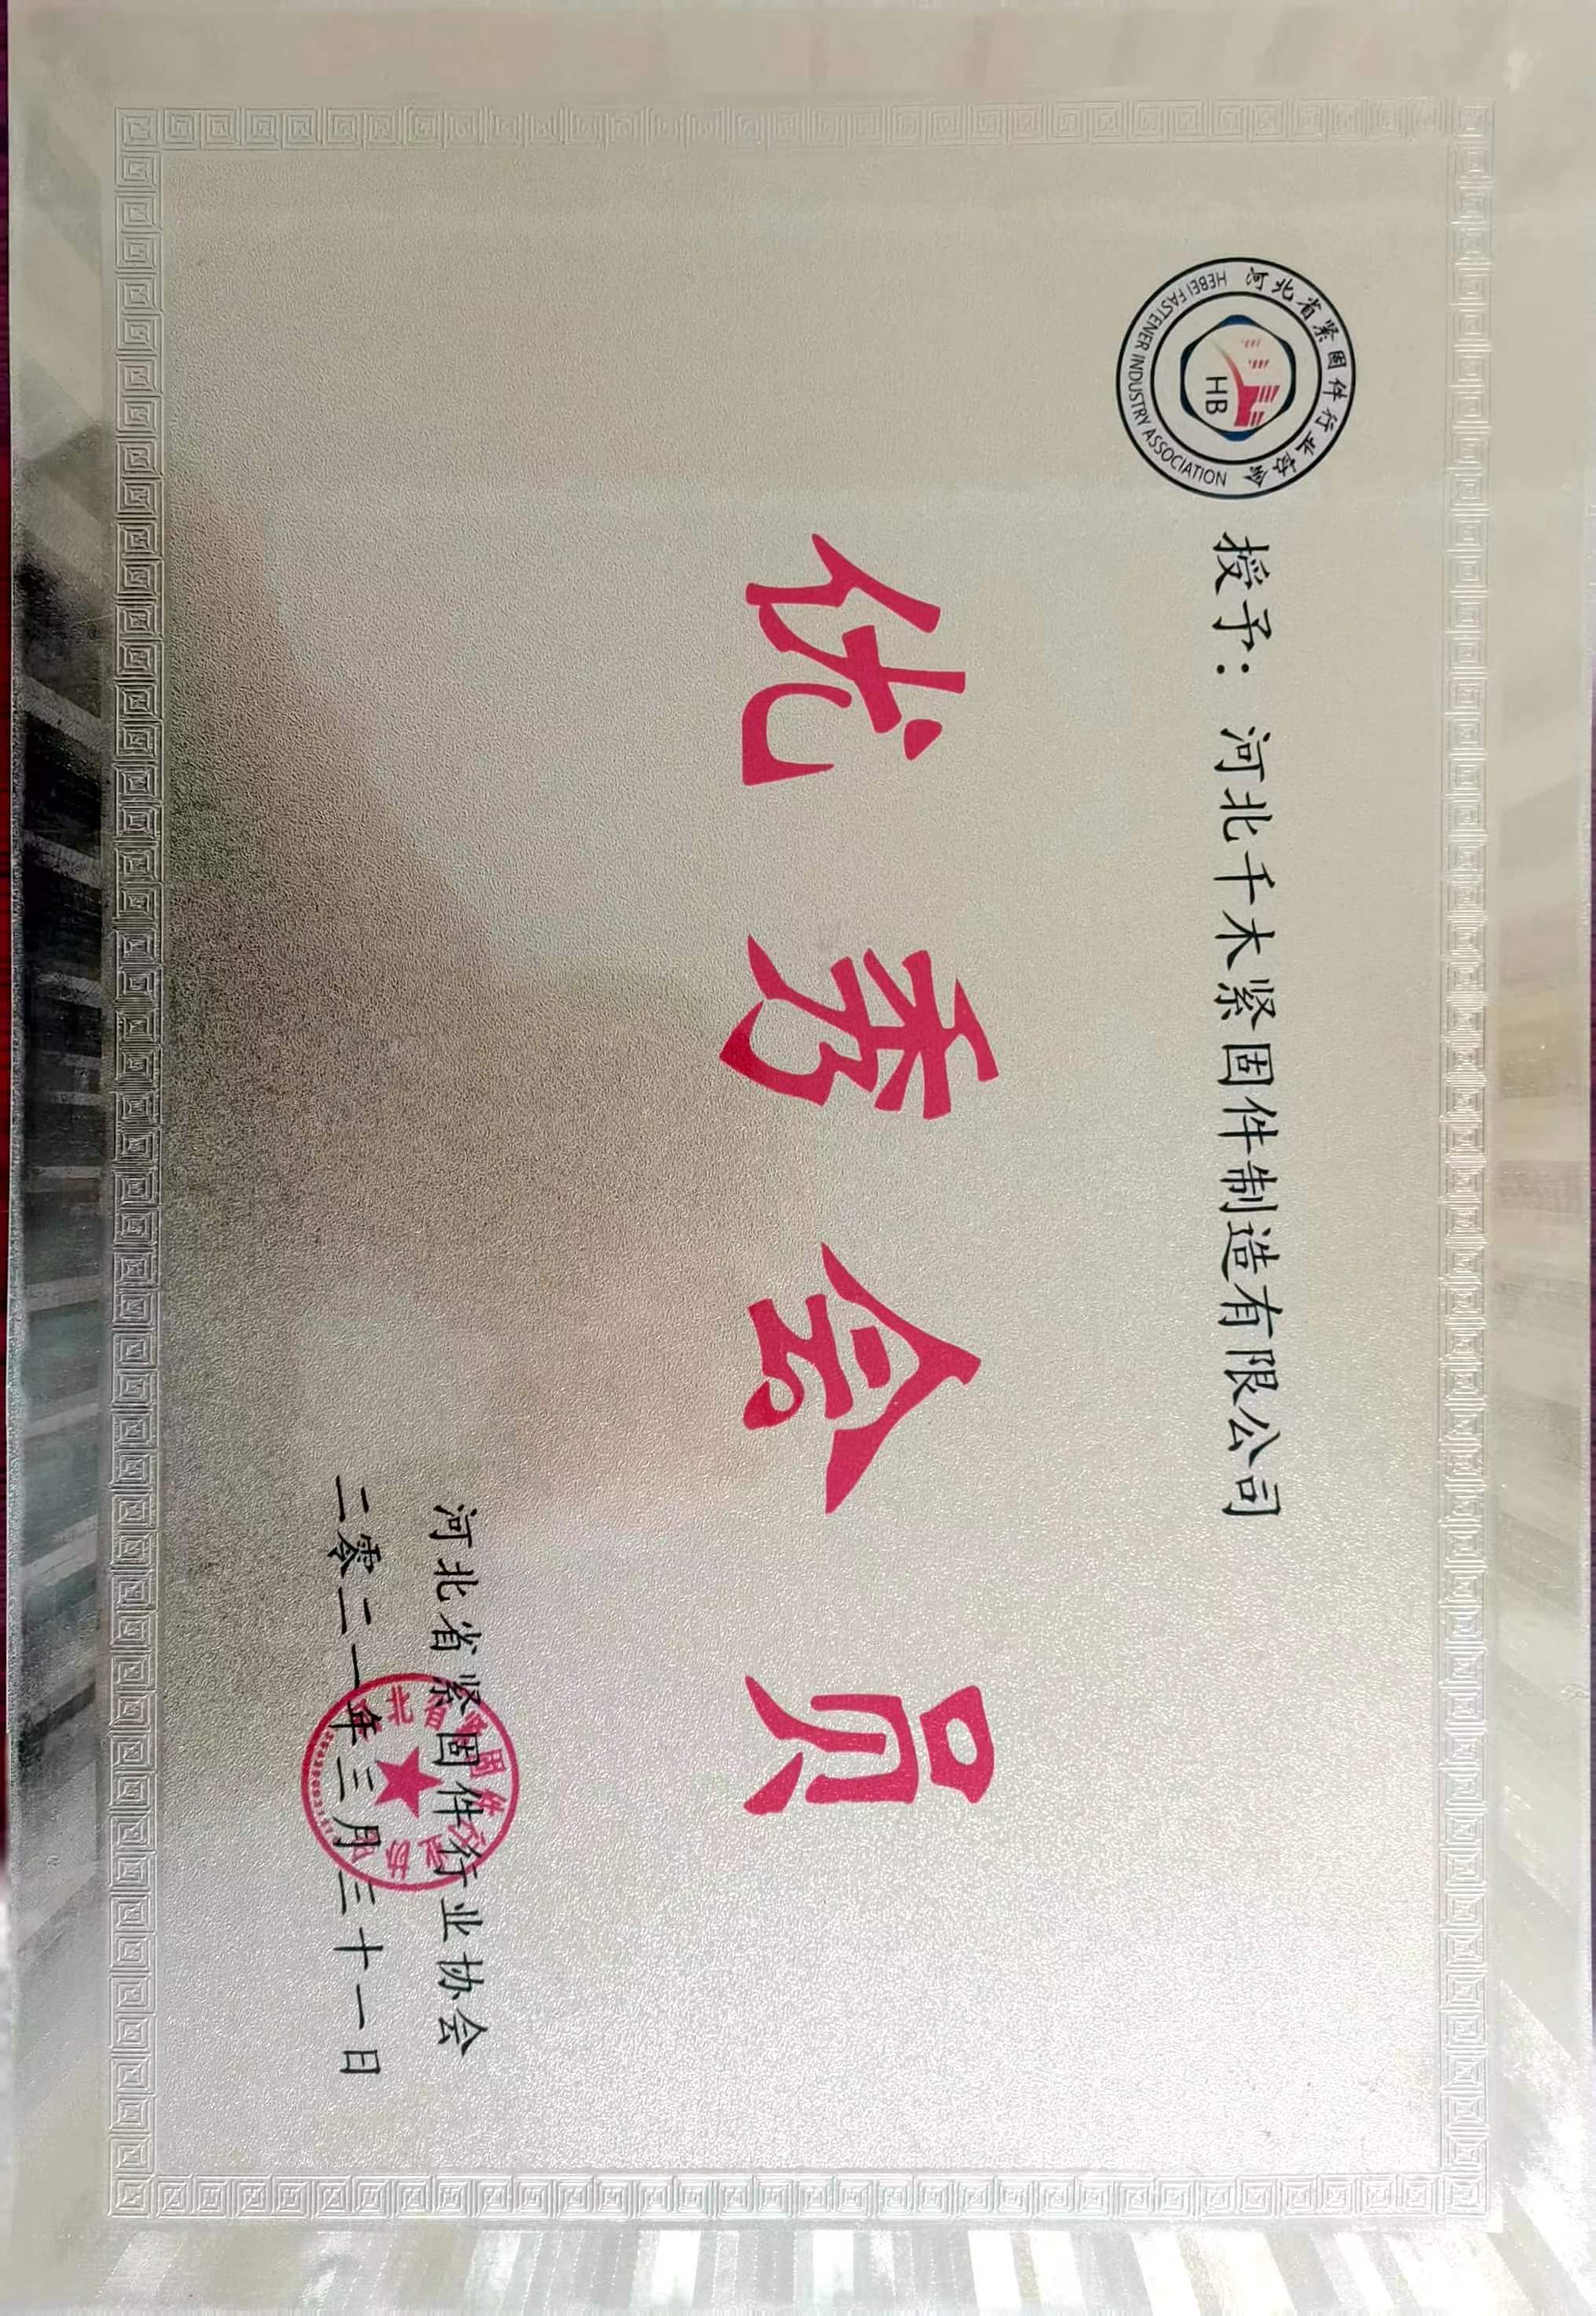 河北省紧固件行业协会
HEBEI FASTENER INDUSTRY ASSOCIATION
HB
授予：河北千木紧固件制造有限公司
优秀会员
河北省紧固件行业协会
二零二一年三月三十一日